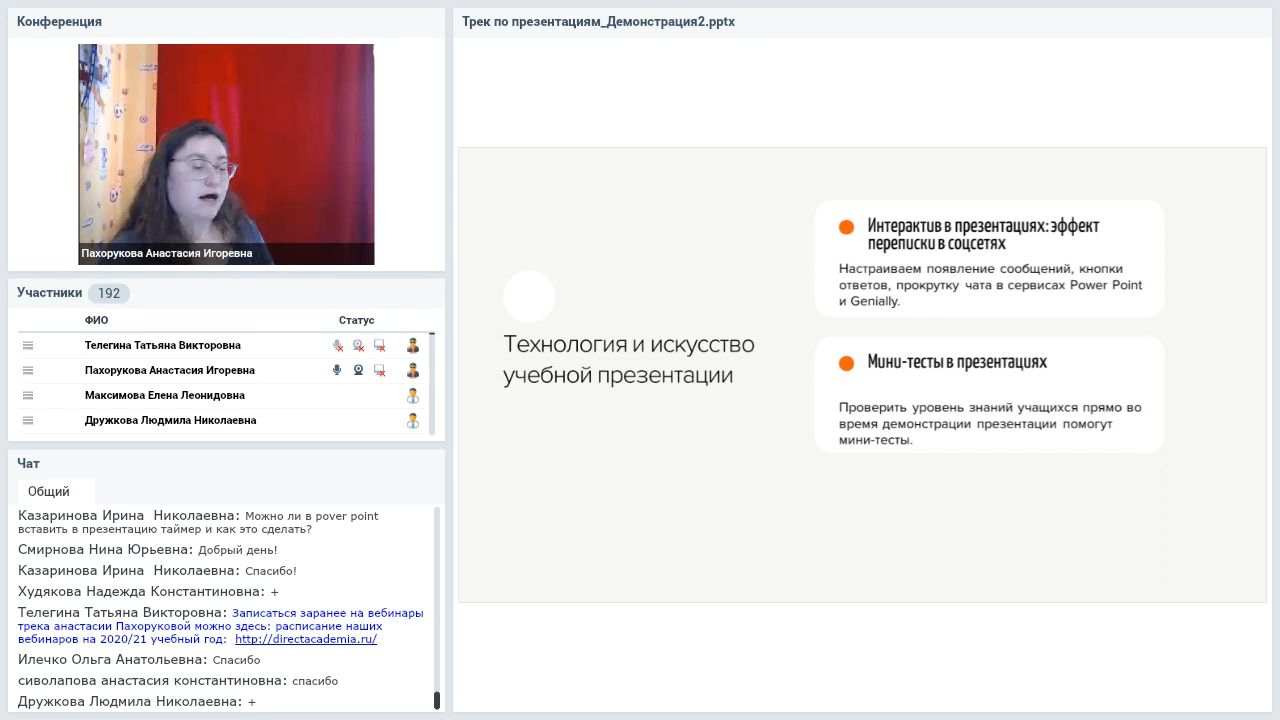 Конференция
Пахорукова Анастасия Игоревна
Участники 192
ФИО Статус
Телегина Татьяна Викторовна
Пахорукова Анастасия Игоревна
Максимова Елена Леонидовна
Дружкова Людмила Николаевна
Чат
Общий
Казаринова Ирина Николаевна: Можно ли в pover point
вставить в презентацию таймер и как это сделать?
Смирнова Нина Юрьевна: Добрый день!
Казаринова Ирина Николаевна: Спасибо!
Худякова Надежда Константиновна: +
Телегина Татьяна Викторовна: Записаться заранее на вебинары
трека анастасии Пахоруковой можно здесь: расписание наших
вебинаров на 2020/21 учебный год: http://directacademia.ru/
Илечко Ольга Анатольевна: Спасибо
сиволапова анастасия константиновна: спасибо
Дружкова Людмила Николаевна: +
Трек по презентациям_Демонстрация2.pptx
Технология и искусство
учебной презентации
Интерактив в презентациях: эффект
переписки в соцсетях
Настраиваем появление сообщений, кнопки
ответов, прокрутку чата в сервисах Power Point
и Genially.
Мини-тесты в презентациях
Проверить уровень знаний учащихся прямо во
время демонстрации презентации помогут
мини-тесты.